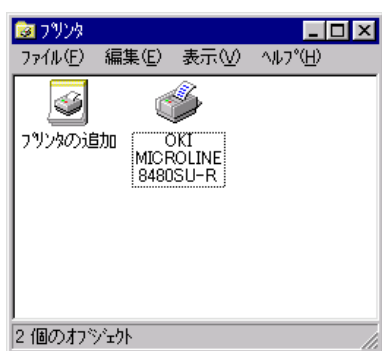 プリンタ
ファイル(F) 編集(E) 表示(V) ヘルプ(H)
プリンタの追加
OKI
MICROLINE
8480SU-R
2 個のオブジェクト